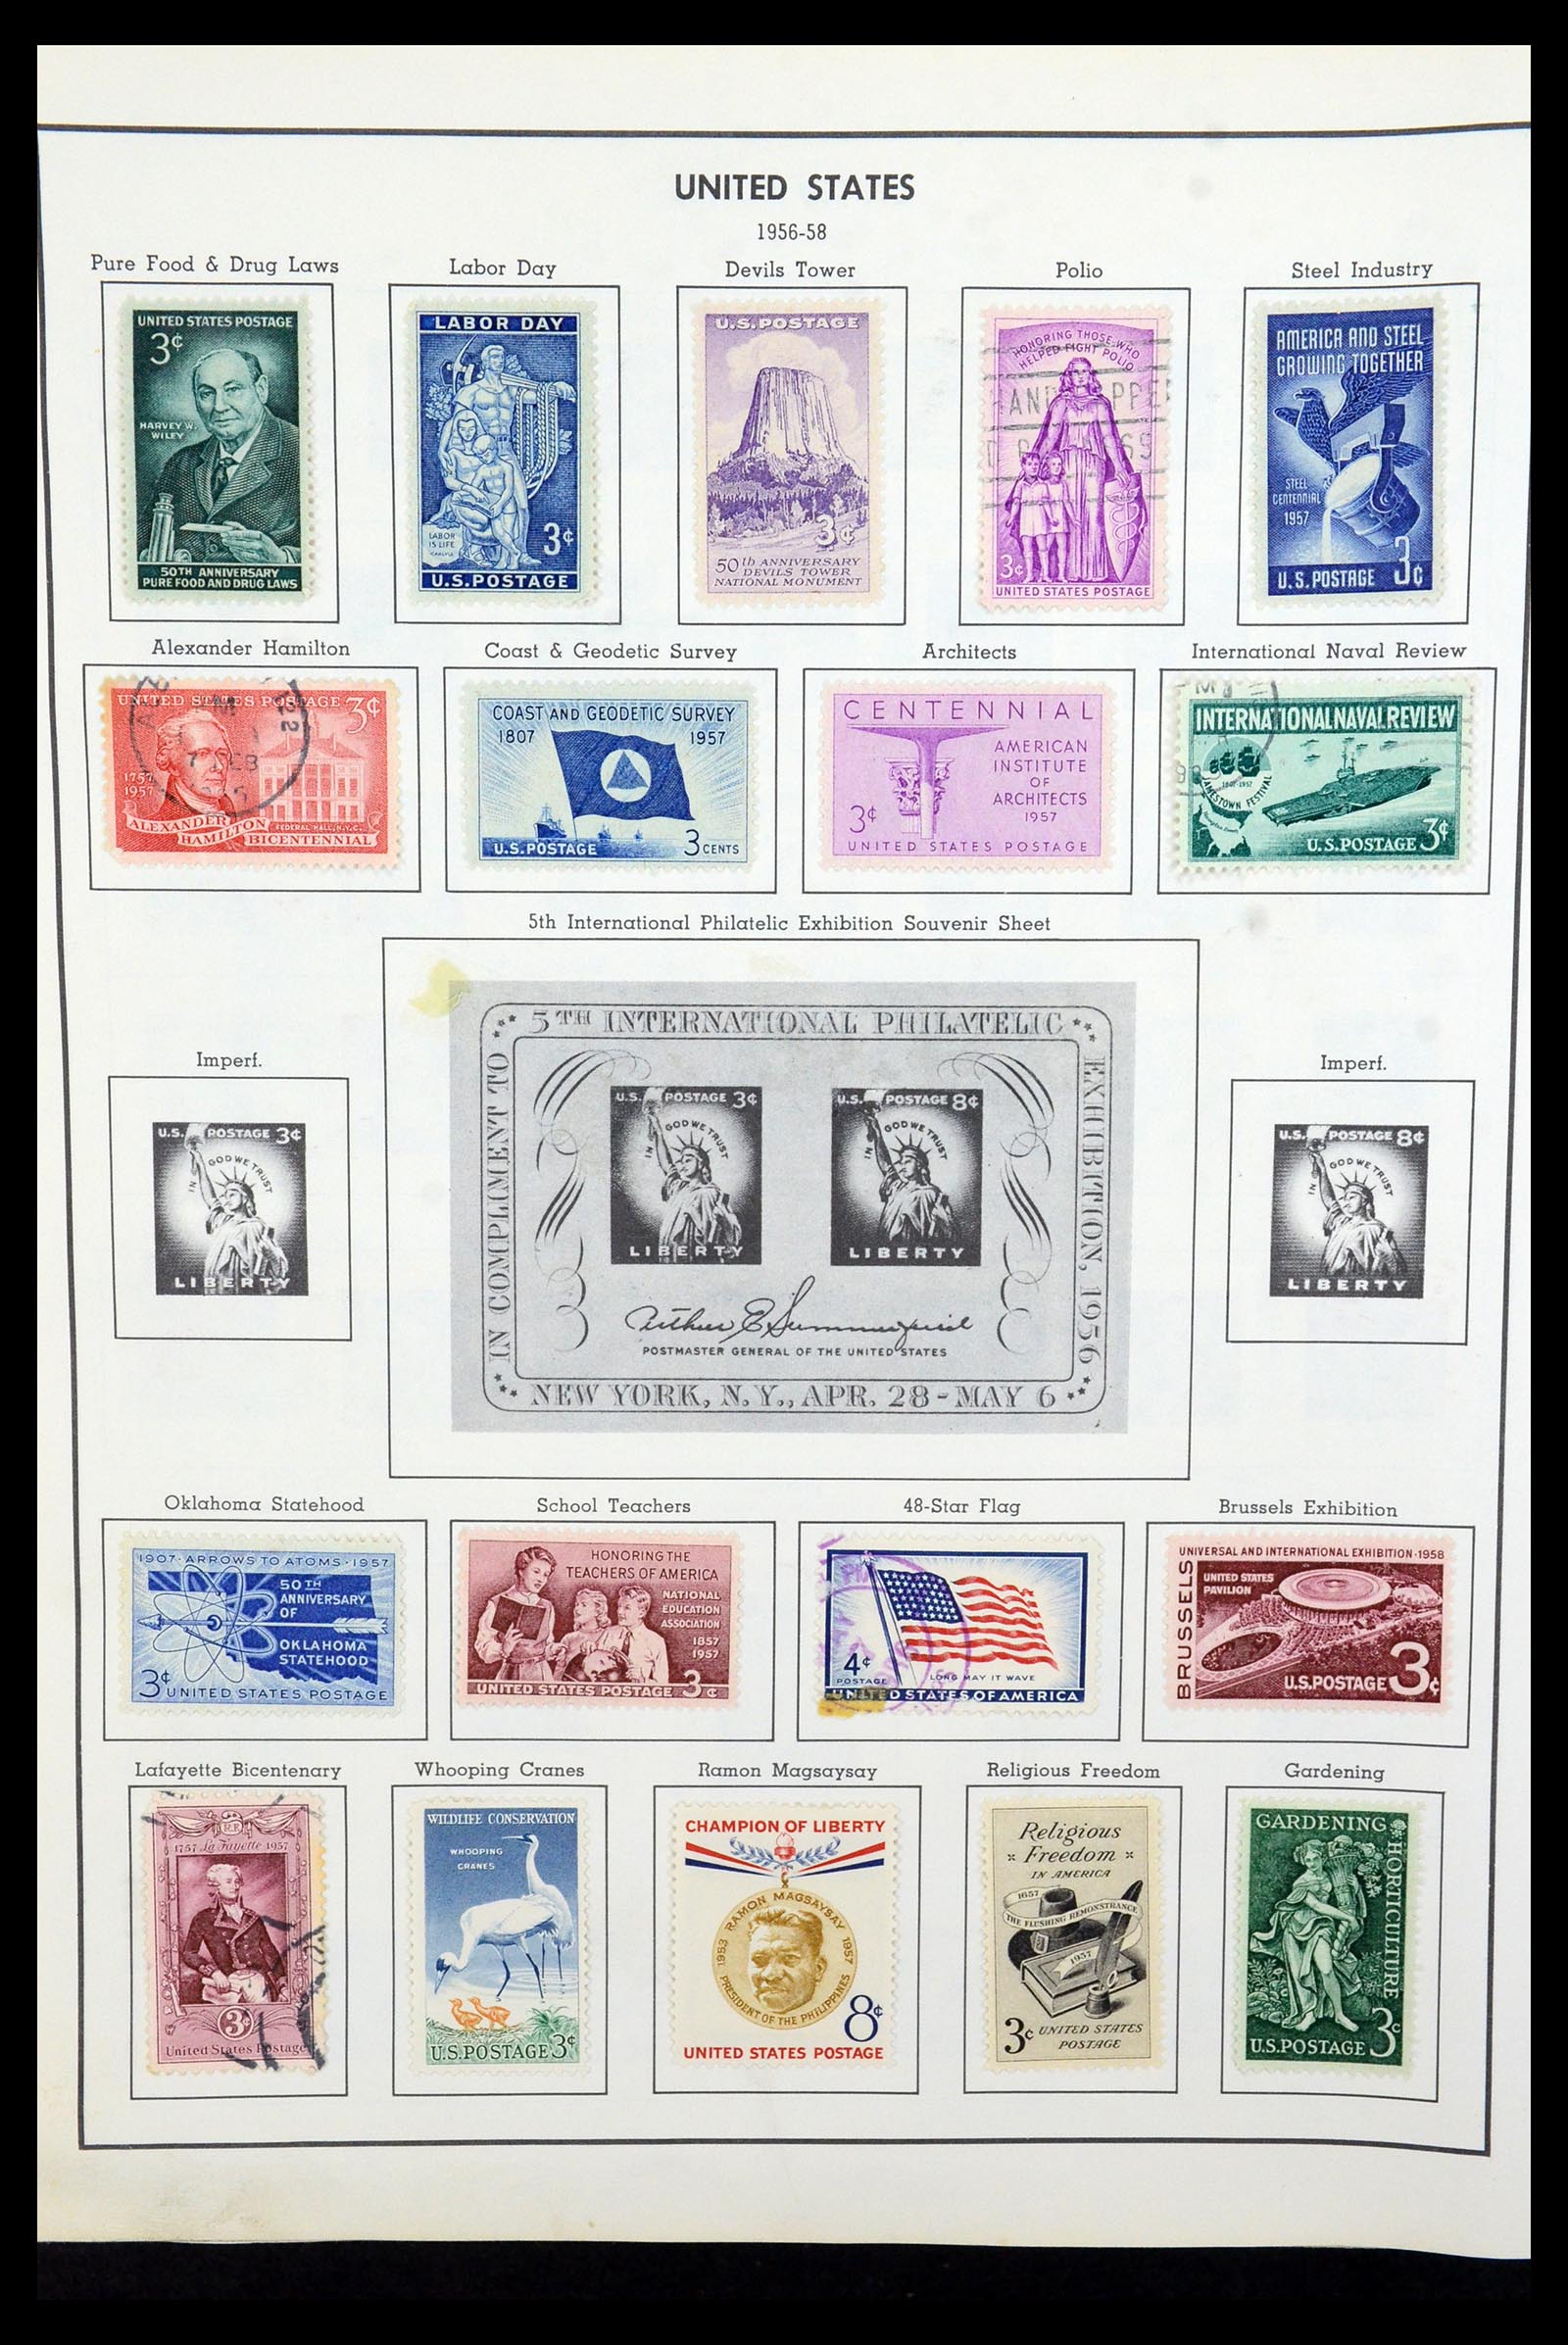 UNITED STATES
1956-58
Pure Food & Drug Laws
Labor Day
Devils Tower
Polio
Steel Industry
UNITED STATES POSTAGE
3¢
HARVEY W.
WILEY
50TH ANNIVERSARY
PURE FOOD AND DRUG LAWS
LABOR DAY
LABOR
IS LIFE
CARLYLE
3¢
U.S.POSTAGE
U.S.POSTAGE
3¢
50th ANNIVERSARY
DEVILS TOWER
NATIONAL MONUMENT
HONORING THOSE WHO
HELPED FIGHT POLIO
AND
3¢
UNITED STATES POSTAGE
AMERICA AND STEEL
GROWING TOGETHER
STEEL
CENTENNIAL
1957
U.S. POSTAGE 3¢
Alexander Hamilton
Coast & Geodetic Survey
Architects
International Naval Review
UNITED STATES POSTAGE 3¢
1757
1957
ALEXANDER
HAMILTON
BICENTENNIAL
FEDERAL HALL, N.Y.C.
COAST AND GEODETIC SURVEY
1807 1957
U.S. POSTAGE 3 CENTS
CENTENNIAL
AMERICAN
INSTITUTE
OF
ARCHITECTS
1957
3¢
UNITED STATES POSTAGE
INTERNATIONAL NAVAL REVIEW
1607-1957
JAMESTOWN FESTIVAL
U.S. POSTAGE 3¢
5th International Philatelic Exhibition Souvenir Sheet
5TH INTERNATIONAL PHILATELIC
EXHIBITION, 1956
IN COMPLIMENT TO
U.S. POSTAGE 3¢
IN GOD WE TRUST
LIBERTY
U.S. POSTAGE 8¢
IN GOD WE TRUST
LIBERTY
Arthur E Summerfield
POSTMASTER GENERAL OF THE UNITED STATES
NEW YORK, N.Y., APR. 28-MAY 6
Imperf.
U.S. POSTAGE 3¢
IN GOD WE TRUST
LIBERTY
Imperf.
U.S. POSTAGE 8¢
IN GOD WE TRUST
LIBERTY
Oklahoma Statehood
School Teachers
48-Star Flag
Brussels Exhibition
1907·ARROWS TO ATOMS·1957
50TH
ANNIVERSARY
OF
OKLAHOMA
STATEHOOD
3¢ UNITED STATES POSTAGE
HONORING THE
TEACHERS OF AMERICA
NATIONAL
EDUCATION
ASSOCIATION
1857
1957
UNITED STATES POSTAGE 3¢
4¢
POSTAGE
LONG MAY IT WAVE
UNITED STATES OF AMERICA
UNIVERSAL AND INTERNATIONAL EXHIBITION·1958
UNITED STATES
PAVILION
BRUSSELS
U.S. POSTAGE 3¢
Lafayette Bicentenary
Whooping Cranes
Ramon Magsaysay
Religious Freedom
Gardening
R.F.
1757 La Fayette 1957
3¢
United States Postage
WILDLIFE CONSERVATION
WHOOPING
CRANES
U.S. POSTAGE 3¢
CHAMPION OF LIBERTY
RAMON MAGSAYSAY
1953 1957
PRESIDENT OF THE PHILIPPINES
8¢
UNITED STATES POSTAGE
Religious
Freedom
IN AMERICA
1657
THE FLUSHING REMONSTRANCE
1957
3¢ UNITED STATES
POSTAGE
GARDENING
HORTICULTURE
U.S. POSTAGE 3¢